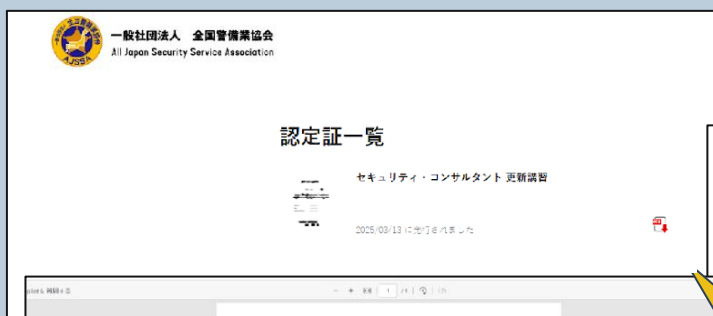 一般社団法人 全国警備業協会
All Japan Security Service Association
AJSSA
認定証一覧
セキュリティ・コンサルタント 更新講習
2025/03/13 に発行されました
1